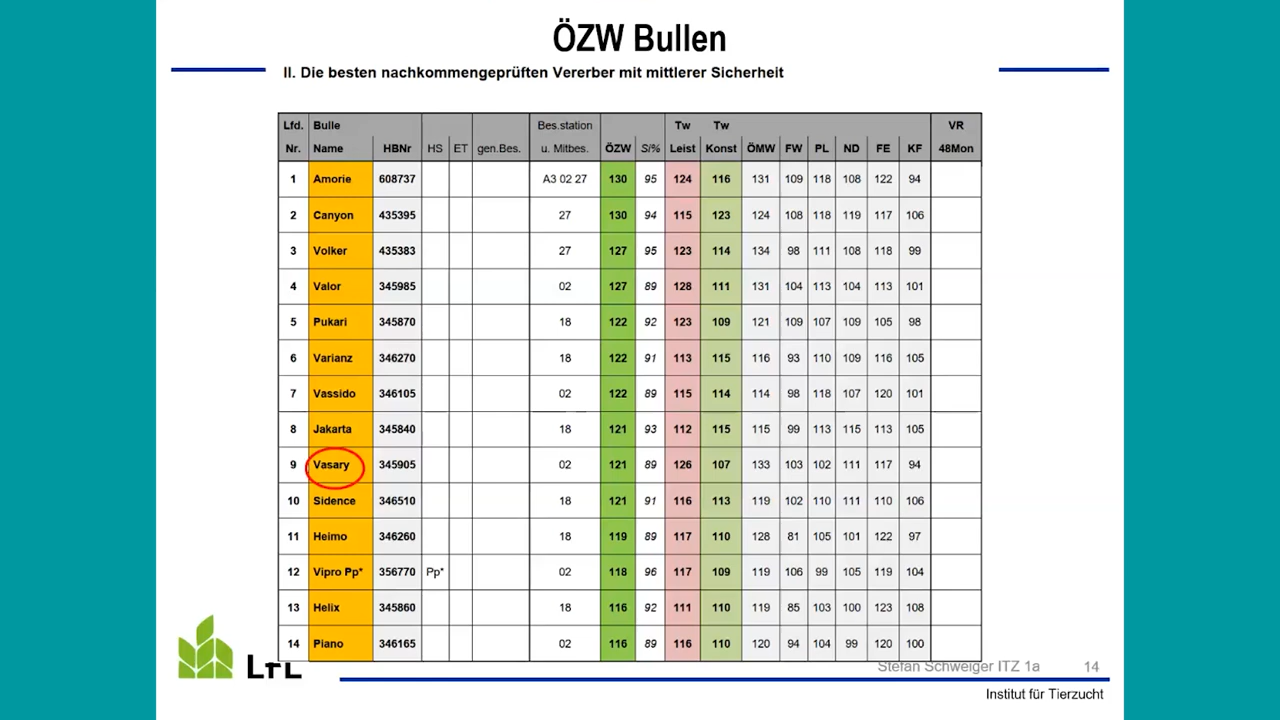 ÖZW Bullen
II. Die besten nachkommengeprüften Vererber mit mittlerer Sicherheit
Lfd. Bulle Bes.station Tw Tw VR
Nr. Name HBNr HS ET gen.Bes. u. Mitbes. ÖZW Si% Leist Konst ÖMW FW PL ND FE KF 48Mon
1 Amorie 608737 A3 02 27 130 95 124 116 131 109 118 108 122 94
2 Canyon 435395 27 130 94 115 123 124 108 118 119 117 106
3 Volker 435383 27 127 95 123 114 134 98 111 108 118 99
4 Valor 345985 02 127 89 128 111 131 104 113 104 113 101
5 Pukari 345870 18 122 92 123 109 121 109 107 109 105 98
6 Varianz 346270 18 122 91 113 115 116 93 110 109 116 105
7 Vassido 346105 02 122 89 115 114 114 98 118 107 120 101
8 Jakarta 345840 18 121 93 112 115 115 99 113 115 113 105
9 Vasary 345905 02 121 89 126 107 133 103 102 111 117 94
10 Sidence 346510 18 121 91 116 113 119 102 110 111 110 106
11 Heimo 346260 18 119 89 117 110 128 81 105 101 122 97
12 Vipro Pp* 356770 Pp* 02 118 96 117 109 119 106 99 105 119 104
13 Helix 345860 18 116 92 111 110 119 85 103 100 123 108
14 Piano 346165 02 116 89 116 110 120 94 104 99 120 100
LfL
Stefan Schweiger ITZ 1a 14
Institut für Tierzucht